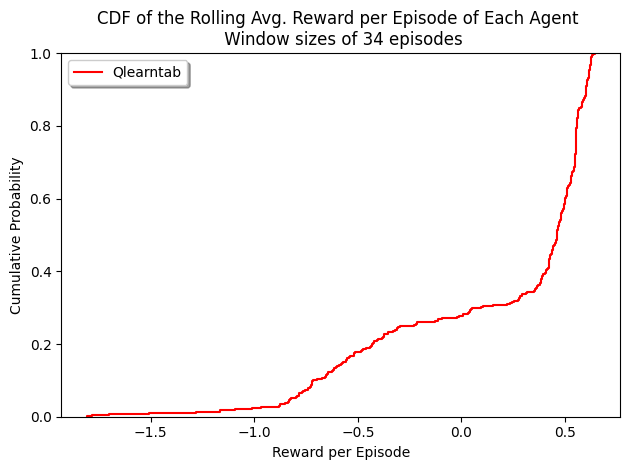 CDF of the Rolling Avg. Reward per Episode of Each Agent
Window sizes of 34 episodes
Qlearntab
1.0
0.8
0.6
0.4
0.2
0.0
Cumulative Probability
−1.5
−1.0
−0.5
0.0
0.5
Reward per Episode